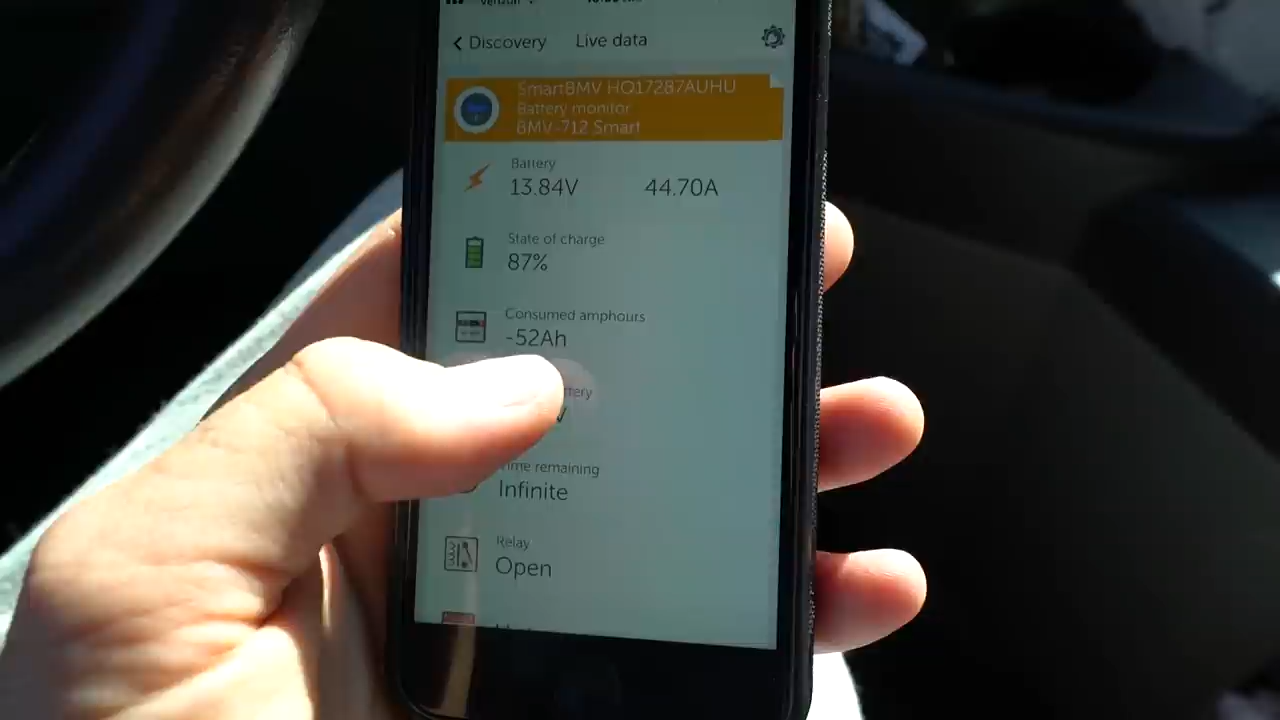 Discovery Live data
SmartBMV HQ17287AUHU
Battery monitor
BMV-712 Smart
Battery
13.84V 44.70A
State of charge
87%
Consumed amphours
-52Ah
Time remaining
Infinite
Relay
Open